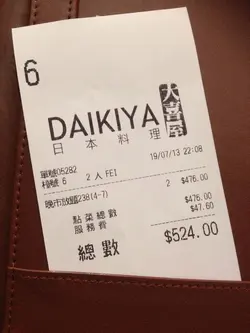 6
DAIKIYA 大喜屋
日本料理
單號05282 19/07/13 22:08
檯號 6 2 人 FEI
晚市放題238(4-7) 2 $476.00
點菜總數 $476.00
服務費 $47.60
總數 $524.00